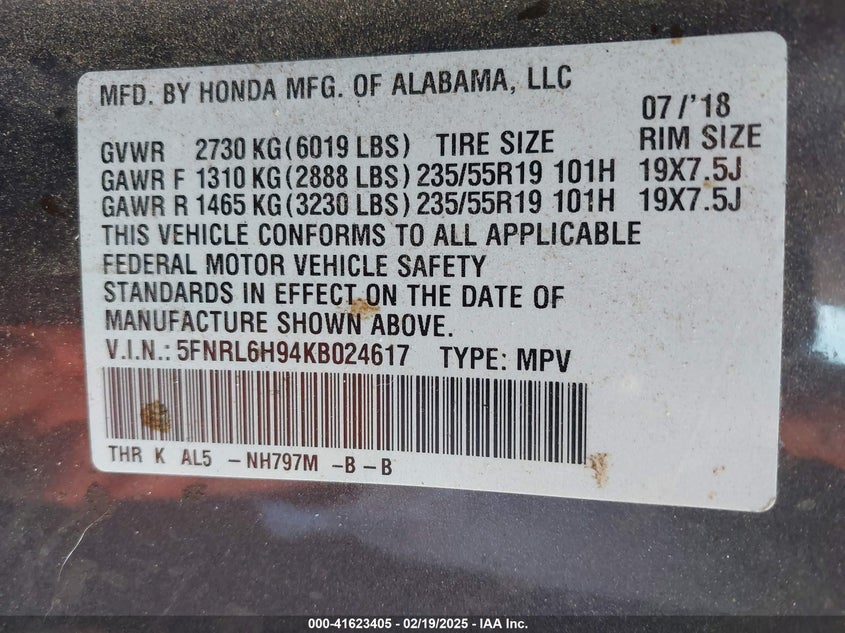 MFD. BY HONDA MFG. OF ALABAMA, LLC
07/'18
GVWR 2730 KG(6019 LBS) TIRE SIZE RIM SIZE
GAWR F 1310 KG(2888 LBS) 235/55R19 101H 19X7.5J
GAWR R 1465 KG(3230 LBS) 235/55R19 101H 19X7.5J
THIS VEHICLE CONFORMS TO ALL APPLICABLE
FEDERAL MOTOR VEHICLE SAFETY
STANDARDS IN EFFECT ON THE DATE OF
MANUFACTURE SHOWN ABOVE.
V.I.N.: 5FNRL6H94KB024617 TYPE: MPV
THR K AL5 -NH797M -B -B
000-41623405 - 02/19/2025 - IAA Inc.